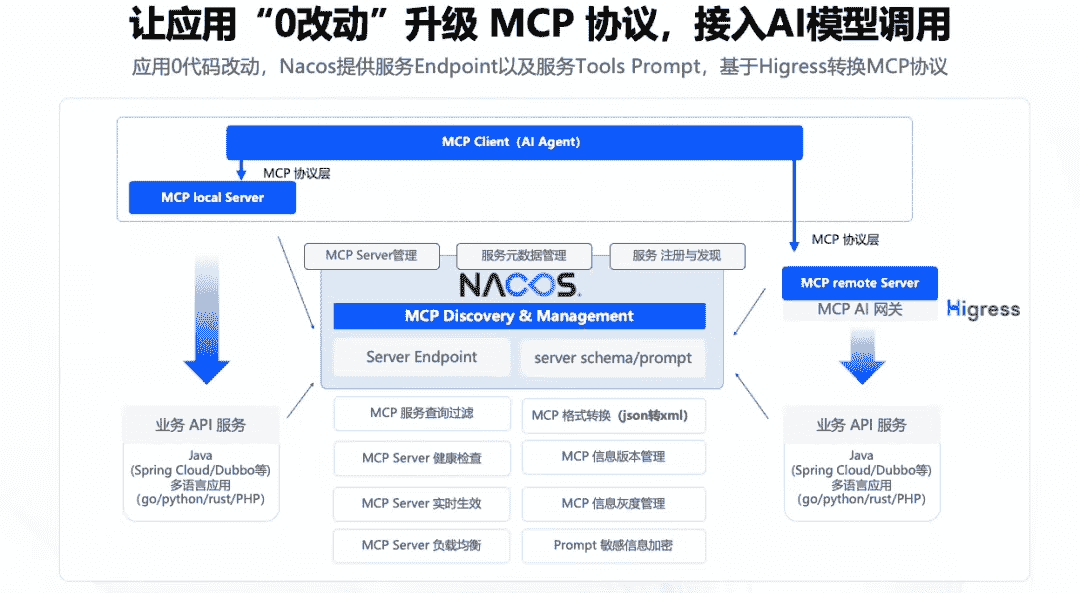 让应用“0改动”升级 MCP 协议，接入AI模型调用
应用0代码改动，Nacos提供服务Endpoint以及服务Tools Prompt，基于Higress转换MCP协议
MCP Client（AI Agent）
MCP 协议层
MCP local Server
MCP 协议层
MCP Server管理
服务元数据管理
服务 注册与发现
NACOS.
MCP remote Server
MCP AI 网关
Higress
MCP Discovery & Management
Server Endpoint
server schema/prompt
业务 API 服务
Java
(Spring Cloud/Dubbo等)
多语言应用
(go/python/rust/PHP)
MCP 服务查询过滤
MCP 格式转换（json转xml）
MCP Server 健康检查
MCP 信息版本管理
MCP Server 实时生效
MCP 信息灰度管理
MCP Server 负载均衡
Prompt 敏感信息加密
业务 API 服务
Java
(Spring Cloud/Dubbo等)
多语言应用
(go/python/rust/PHP)